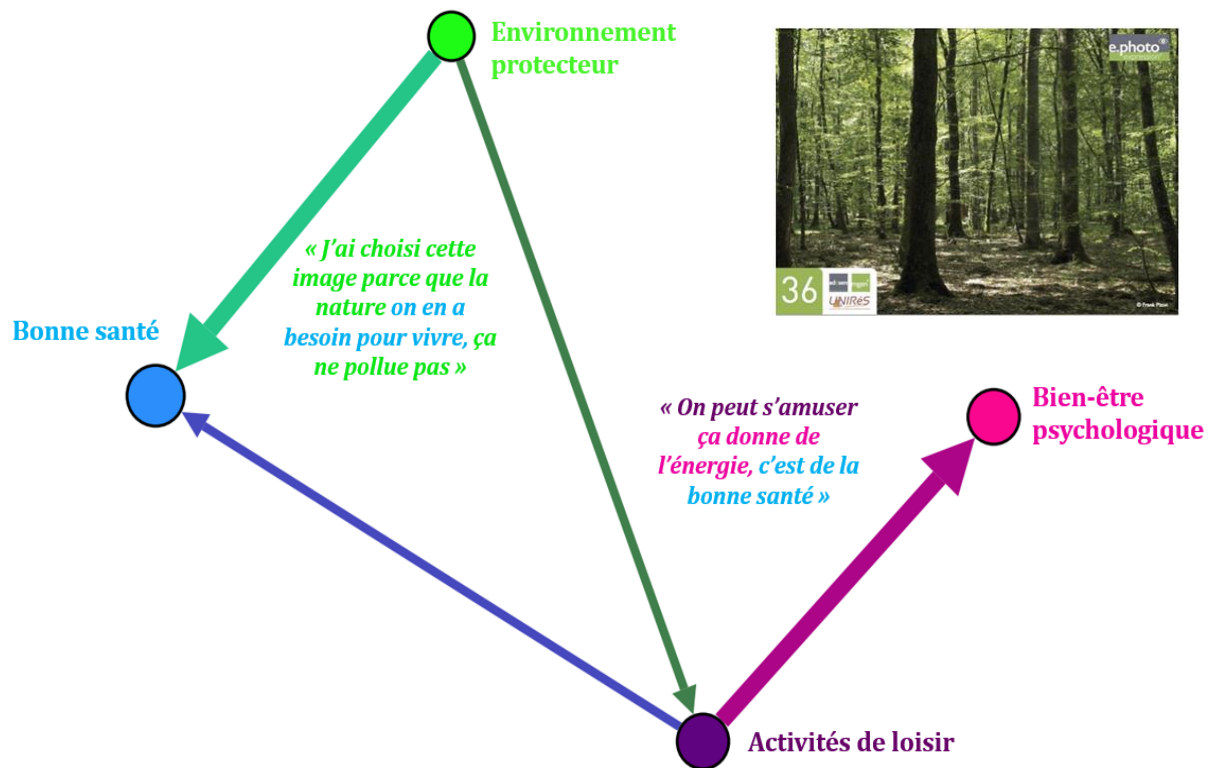 Environnement
protecteur
e.photo
expression
« J'ai choisi cette
image parce que la
nature on en a
besoin pour vivre, ça
ne pollue pas »
36
UNIRéS
Bonne santé
« On peut s'amuser
ça donne de
l'énergie, c'est de la
bonne santé »
Bien-être
psychologique
Activités de loisir